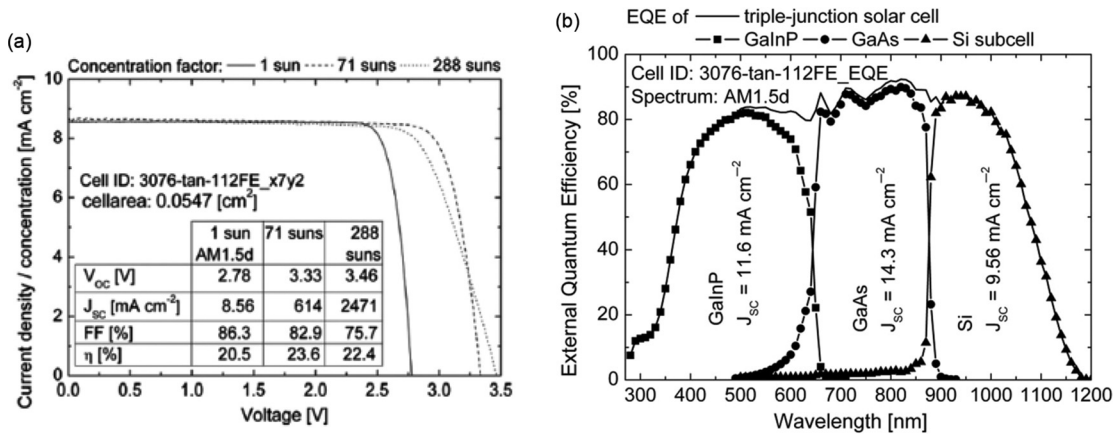 (a)
Concentration factor: 1 sun 71 suns 288 suns
Current density / concentration [mA cm⁻²]
10
8
6
4
2
0
Cell ID: 3076-tan-112FE_x7y2
cellarea: 0.0547 [cm²]
1 sun AM1.5d 71 suns 288 suns
V_OC [V] 2.78 3.33 3.46
J_SC [mA cm⁻²] 8.56 614 2471
FF [%] 86.3 82.9 75.7
η [%] 20.5 23.6 22.4
0.0 0.5 1.0 1.5 2.0 2.5 3.0 3.5
Voltage [V]
(b)
EQE of triple-junction solar cell
GaInP GaAs Si subcell
External Quantum Efficiency [%]
100
80
60
40
20
0
Cell ID: 3076-tan-112FE_EQE
Spectrum: AM1.5d
GaInP
J_SC = 11.6 mA cm⁻²
GaAs
J_SC = 14.3 mA cm⁻²
Si
J_SC = 9.56 mA cm⁻²
300 400 500 600 700 800 900 1000 1100 1200
Wavelength [nm]